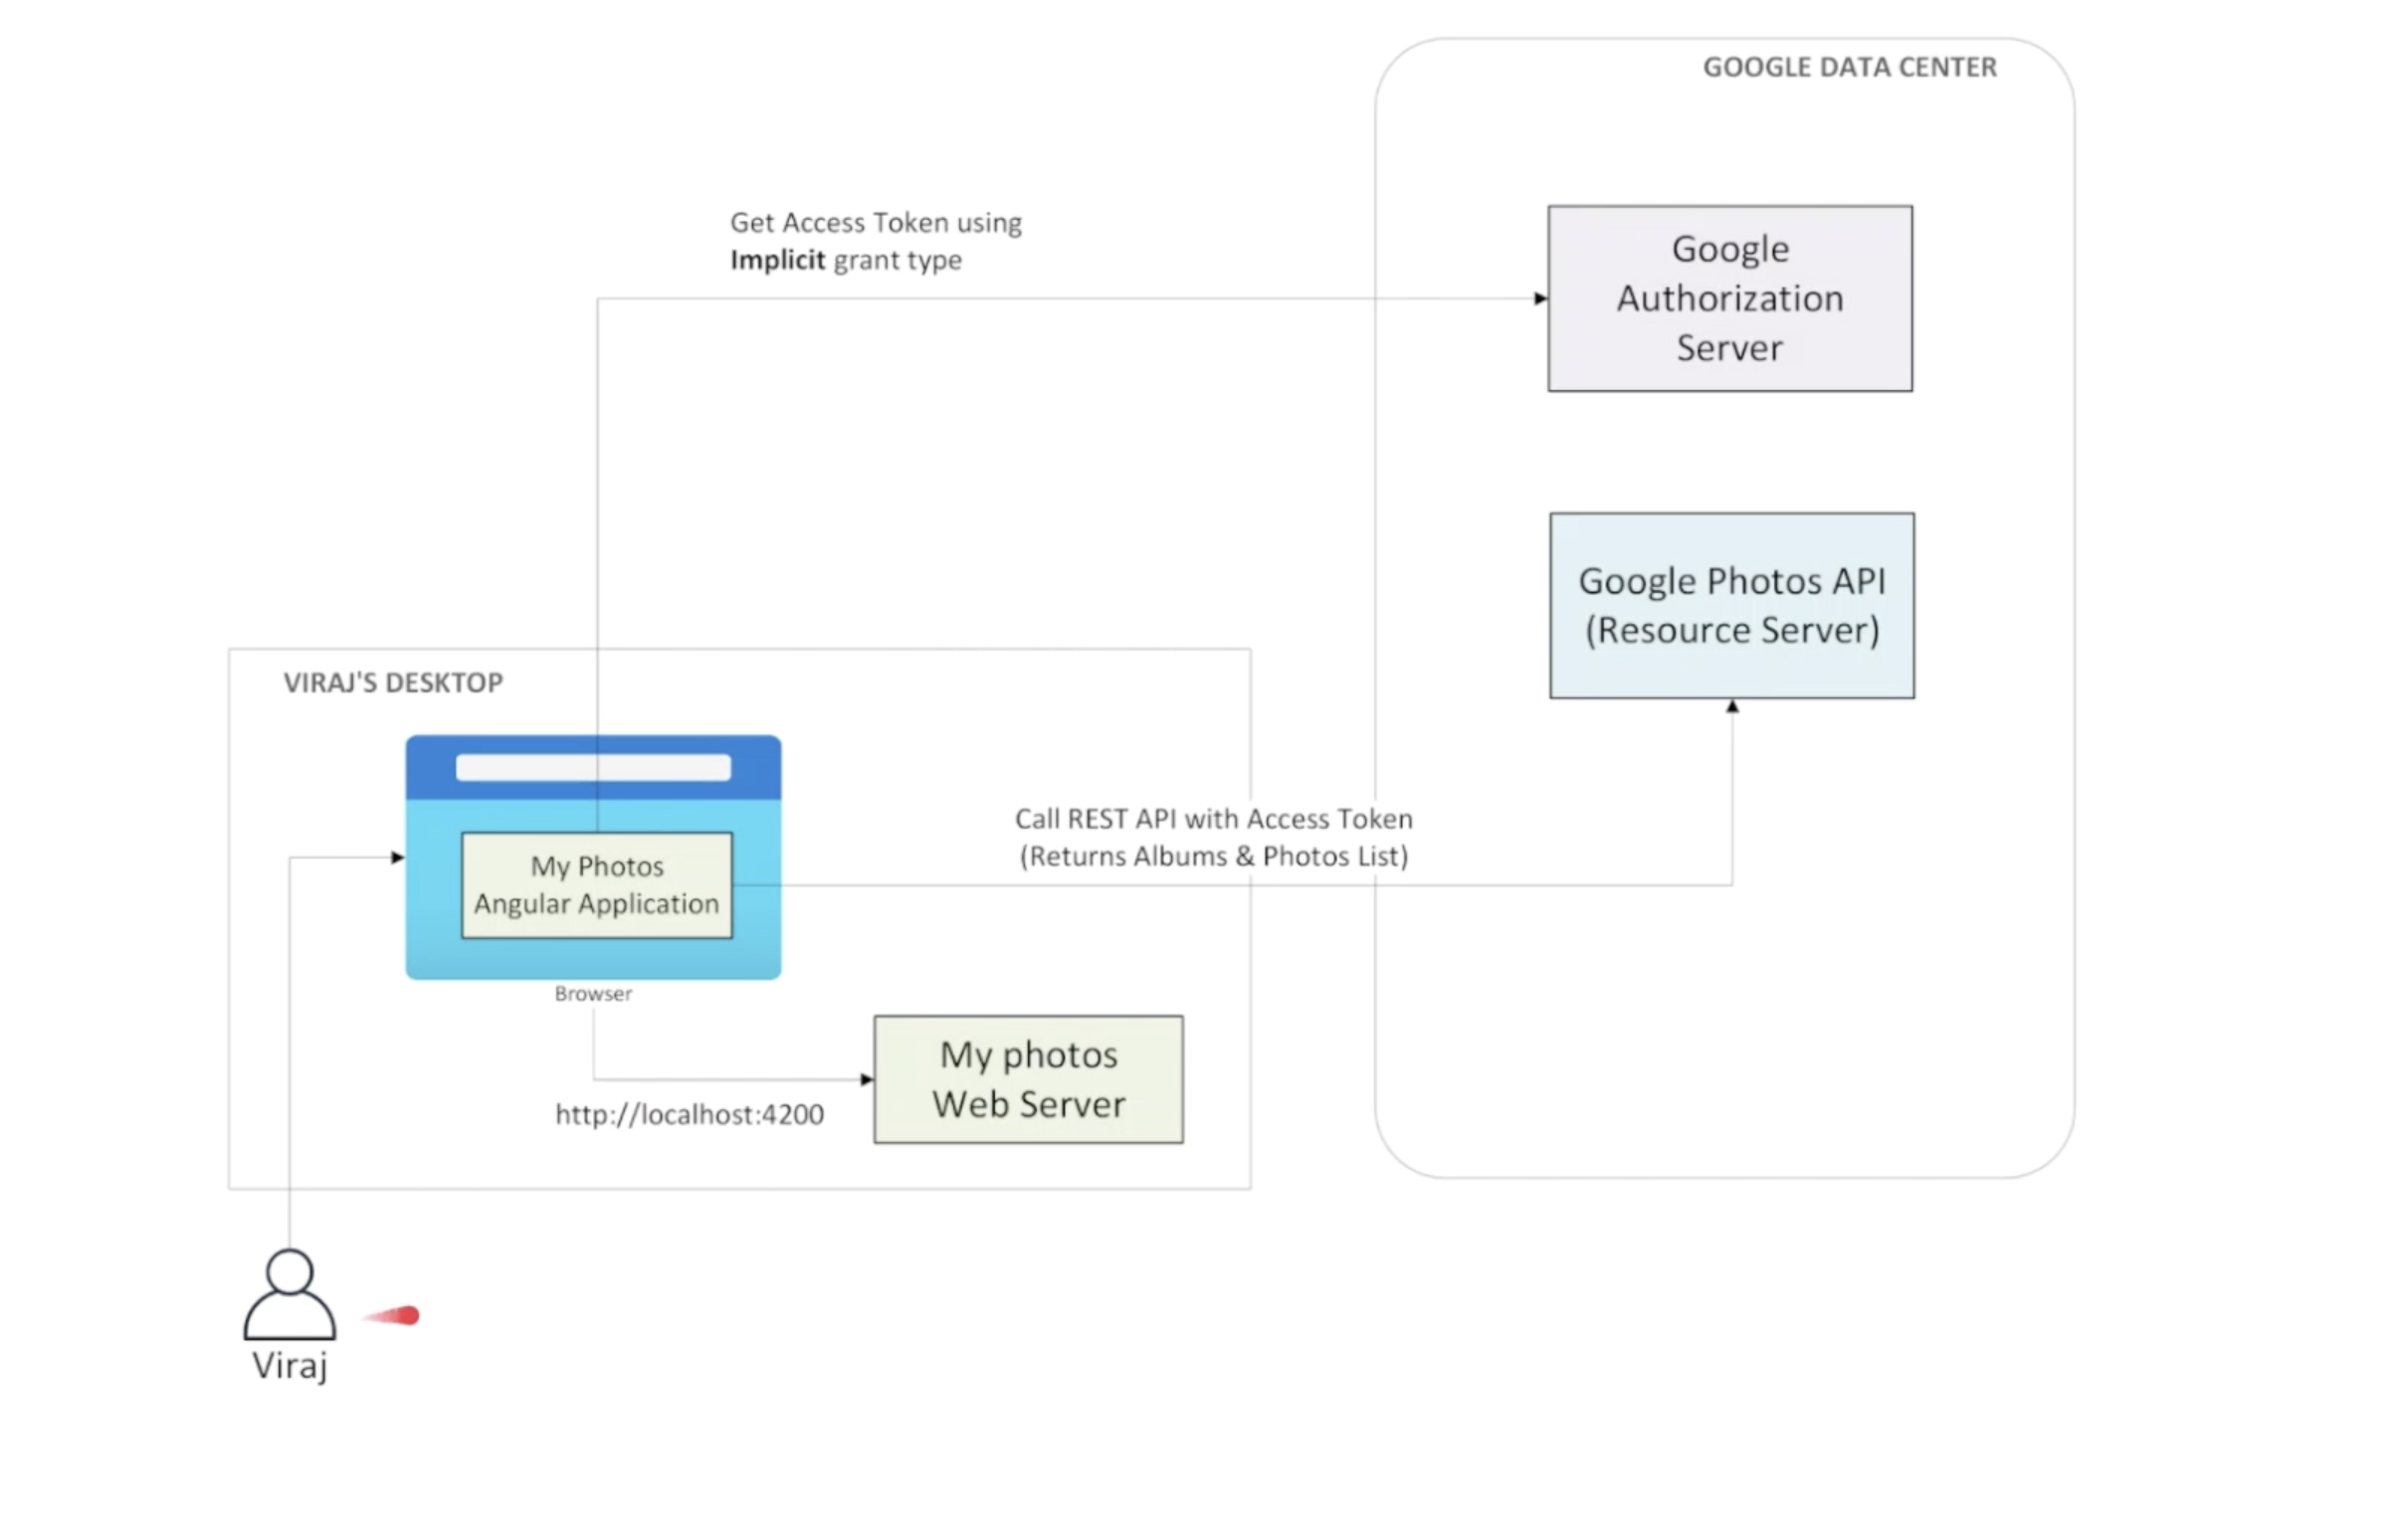 GOOGLE DATA CENTER
Get Access Token using
Implicit grant type
Google
Authorization
Server
Google Photos API
(Resource Server)
VIRAJ'S DESKTOP
Call REST API with Access Token
(Returns Albums & Photos List)
My Photos
Angular Application
Browser
My photos
Web Server
http://localhost:4200
Viraj